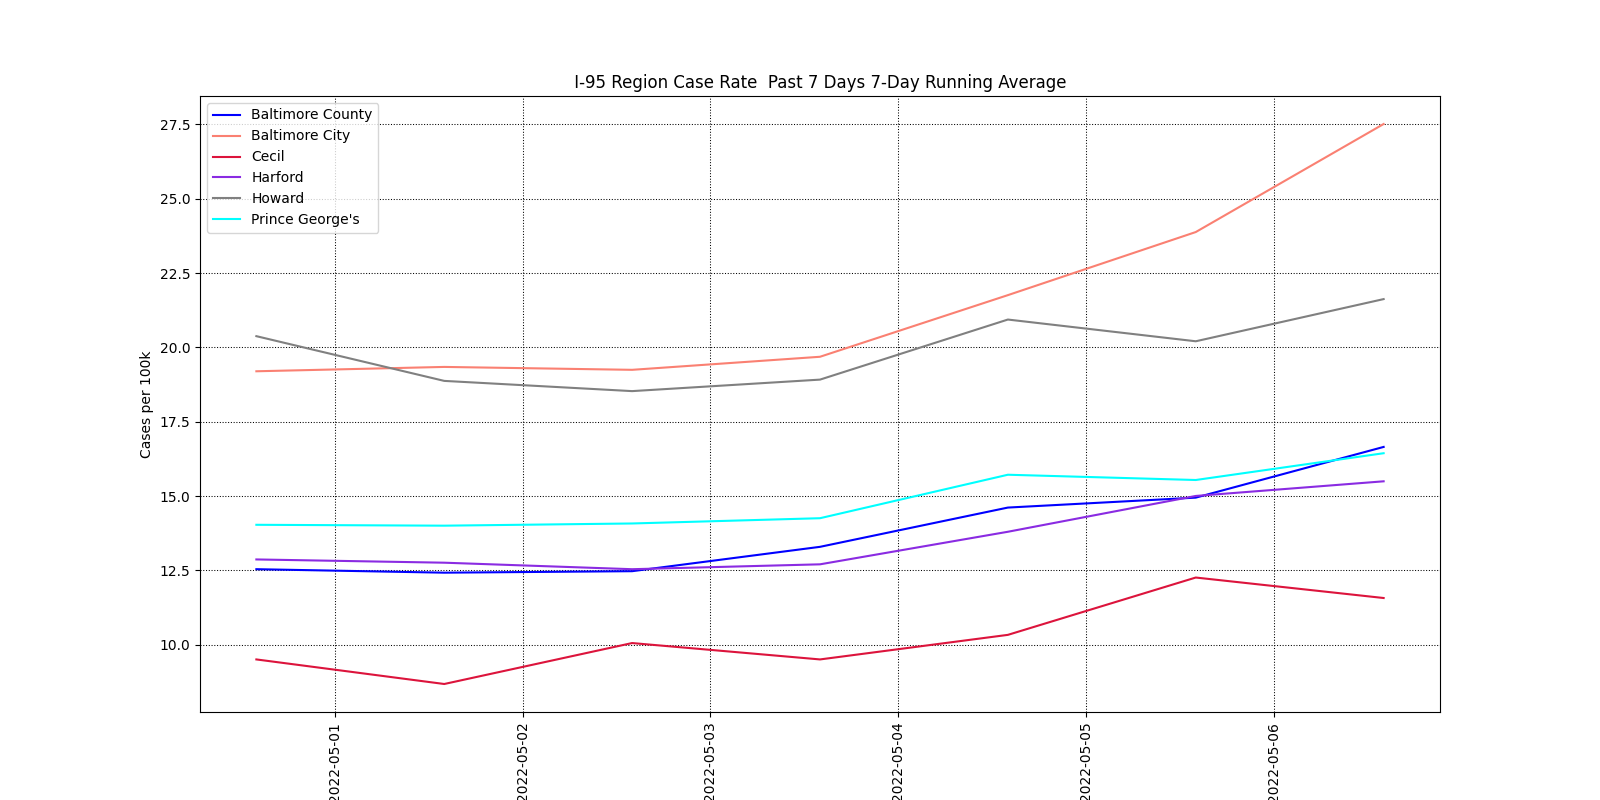 I-95 Region Case Rate  Past 7 Days 7-Day Running Average
Baltimore County
Baltimore City
Cecil
Harford
Howard
Prince George's
27.5
25.0
22.5
20.0
17.5
15.0
12.5
10.0
Cases per 100k
2022-05-01
2022-05-02
2022-05-03
2022-05-04
2022-05-05
2022-05-06